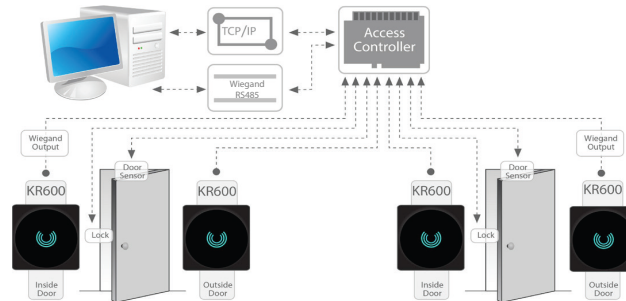 TCP/IP
Access
Controller
Wiegand
RS485
Wiegand
Output
Door
Sensor
Door
Sensor
Wiegand
Output
KR600
KR600
KR600
KR600
Lock
Lock
Inside
Door
Outside
Door
Inside
Door
Outside
Door